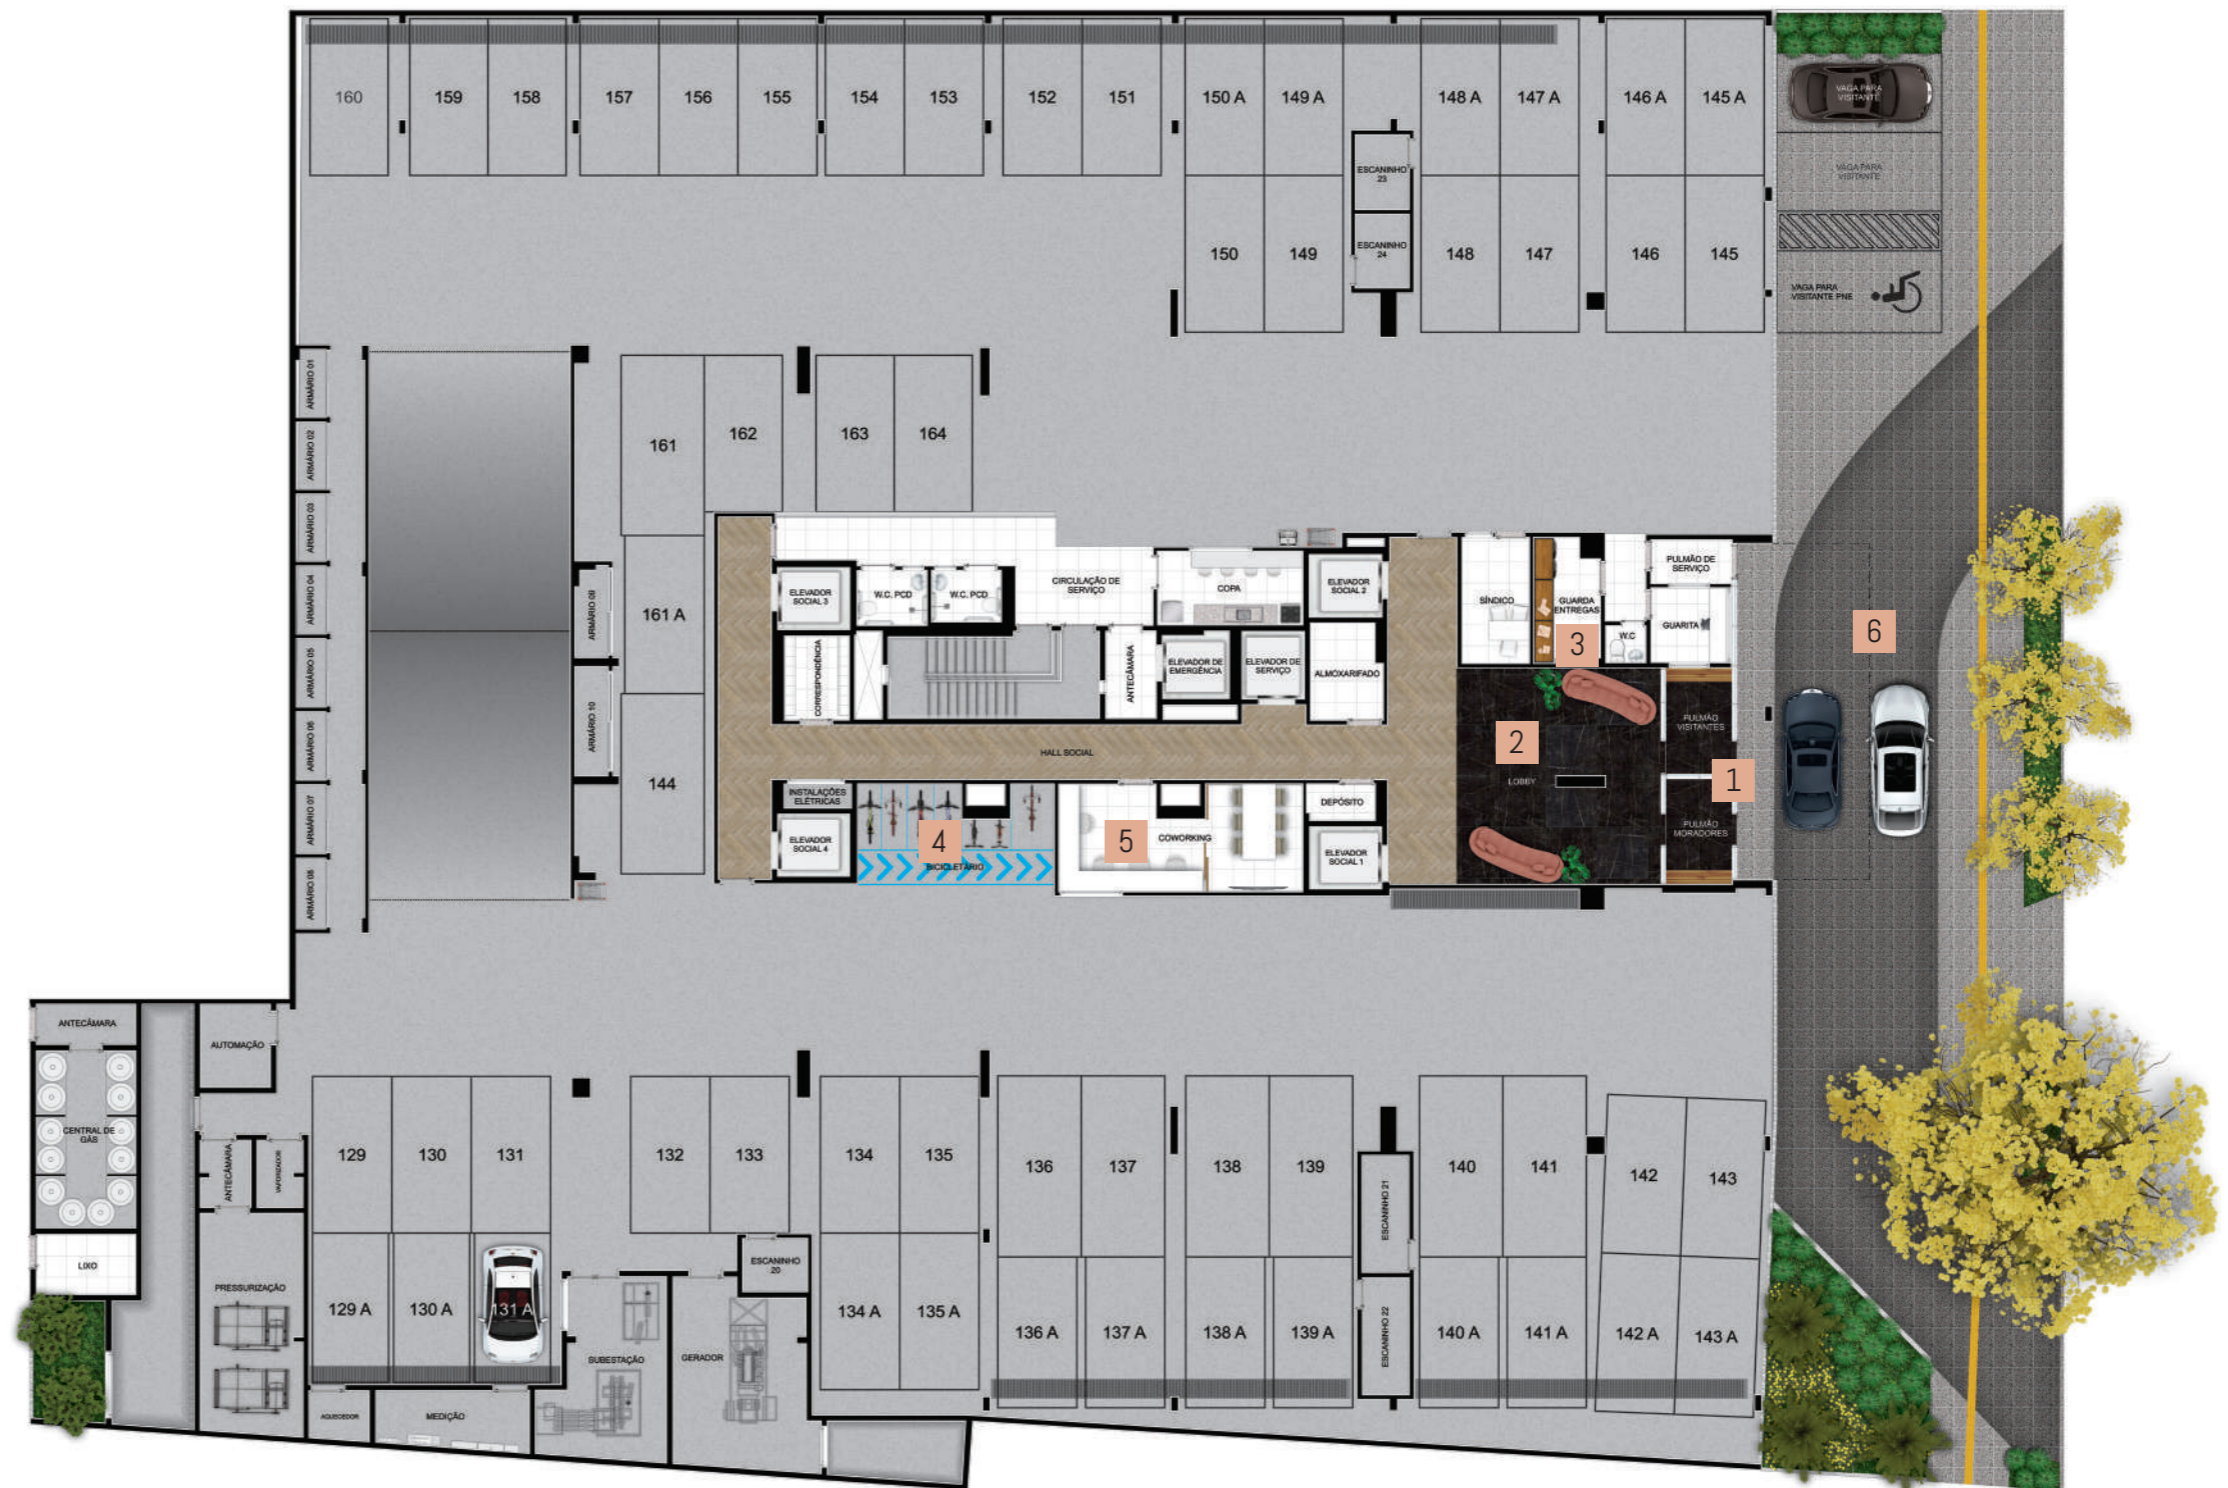 160
159
158
157
156
155
154
153
152
151
150 A
149 A
148 A
147 A
146 A
145 A
VAGA PARA
VISITANTE
VAGA PARA
VISITANTE
ESCANINHO
23
ESCANINHO
24
150
149
148
147
146
145
VAGA PARA
VISITANTE PNE
ARMÁRIO 01
ARMÁRIO 02
ARMÁRIO 03
ARMÁRIO 04
ARMÁRIO 05
ARMÁRIO 06
ARMÁRIO 07
ARMÁRIO 08
161
162
163
164
ARMÁRIO 09
161 A
ARMÁRIO 10
144
ELEVADOR
SOCIAL 3
W.C. PCD
W.C. PCD
CIRCULAÇÃO DE
SERVIÇO
COPA
ELEVADOR
SOCIAL 2
SÍNDICO
GUARDA
ENTREGAS
3
W.C
PULMÃO DE
SERVIÇO
GUARITA
6
CORRESPONDÊNCIA
ANTECÂMARA
ELEVADOR DE
EMERGÊNCIA
ELEVADOR DE
SERVIÇO
ALMOXARIFADO
HALL SOCIAL
2
LOBBY
PULMÃO
VISITANTES
1
PULMÃO
MORADORES
INSTALAÇÕES
ELÉTRICAS
ELEVADOR
SOCIAL 4
4
BICICLETÁRIO
5
COWORKING
DEPÓSITO
ELEVADOR
SOCIAL 1
ANTECÂMARA
AUTOMAÇÃO
CENTRAL DE
GÁS
ANTECÂMARA
VAPORIZADOR
LIXO
PRESSURIZAÇÃO
129
130
131
132
133
134
135
136
137
138
139
ESCANINHO 21
140
141
142
143
129 A
130 A
131 A
ESCANINHO
20
134 A
135 A
136 A
137 A
138 A
139 A
ESCANINHO 22
140 A
141 A
142 A
143 A
SUBESTAÇÃO
GERADOR
AQUECEDOR
MEDIÇÃO